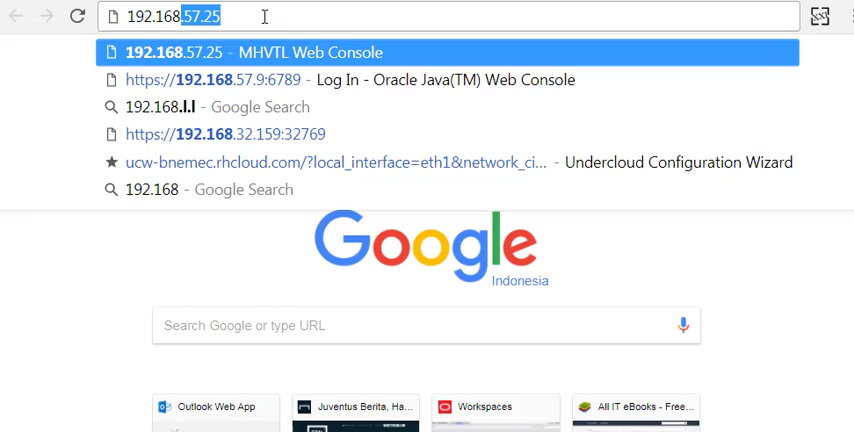 192.168.57.25
192.168.57.25 - MHVTL Web Console
https://192.168.57.9:6789 - Log In - Oracle Java(TM) Web Console
192.168.l.l - Google Search
https://192.168.32.159:32769
ucw-bnemec.rhcloud.com/?local_interface=eth1&network_ci... - Undercloud Configuration Wizard
192.168 - Google Search
Google
Indonesia
Search Google or type URL
Outlook Web App
Juventus Berita, Ha...
Workspaces
All IT eBooks - Free...